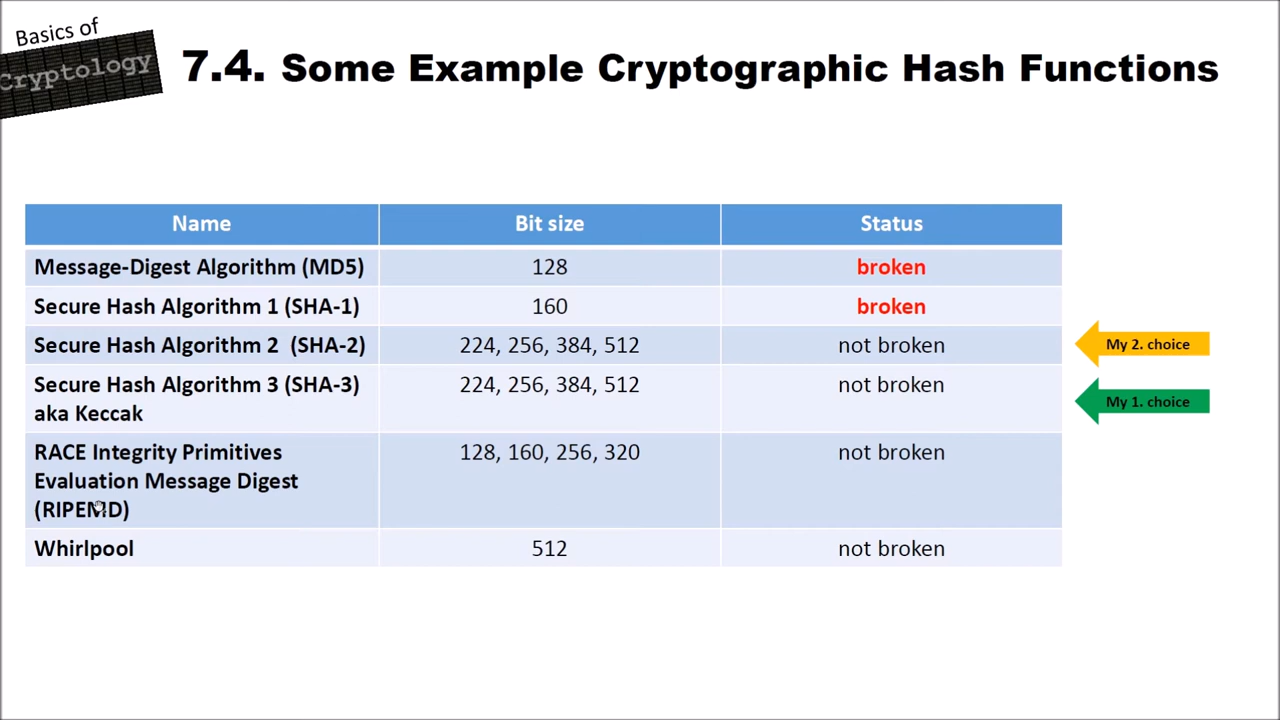 Basics of
Cryptology
7.4. Some Example Cryptographic Hash Functions
Name Bit size Status
Message-Digest Algorithm (MD5) 128 broken
Secure Hash Algorithm 1 (SHA-1) 160 broken
Secure Hash Algorithm 2 (SHA-2) 224, 256, 384, 512 not broken
My 2. choice
Secure Hash Algorithm 3 (SHA-3) 224, 256, 384, 512 not broken
aka Keccak
My 1. choice
RACE Integrity Primitives 128, 160, 256, 320 not broken
Evaluation Message Digest
(RIPEMD)
Whirlpool 512 not broken